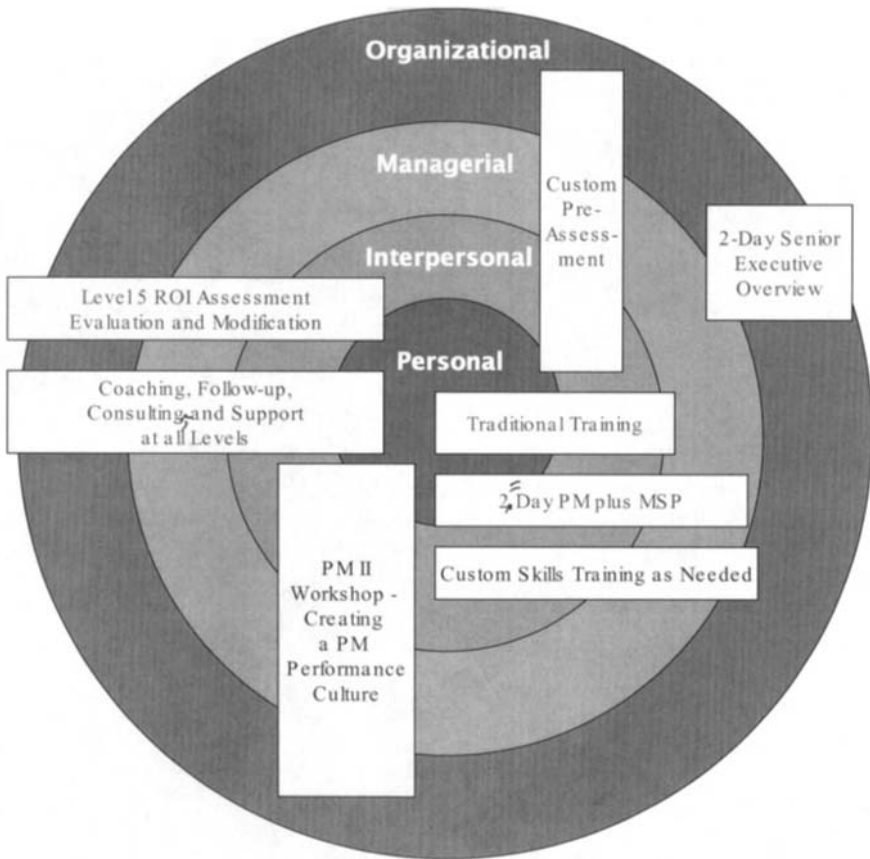 Organizational
Managerial
Interpersonal
Personal
Custom
Pre-
Assess-
ment
2-Day Senior
Executive
Overview
Level 5 ROI Assessment
Evaluation and Modification
Coaching, Follow-up,
Consulting, and Support
at all Levels
Traditional Training
2-Day PM plus MSP
Custom Skills Training as Needed
PM II
Workshop -
Creating
a PM
Performance
Culture